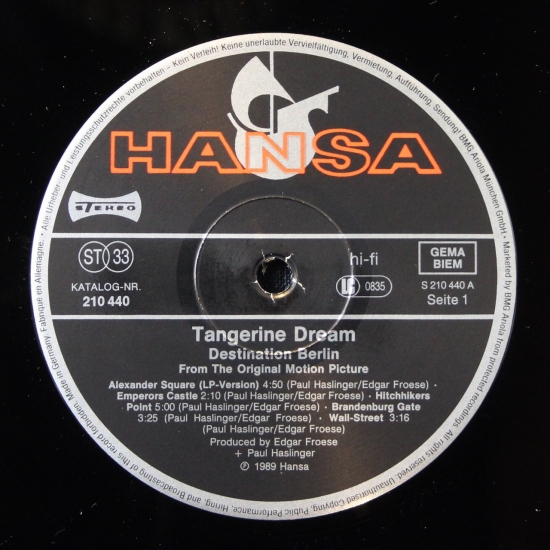 Alle Urheber- und Leistungsschutzrechte vorbehalten - Kein Verleih! Keine unerlaubte Vervielfältigung, Vermietung, Aufführung, Sendung! BMG Ariola München GmbH. -
HANSA
STEREO
ST 33
hi-fi
GEMA
BIEM
KATALOG-NR.
210 440
LC 0835
S 210 440 A
Seite 1
Tangerine Dream
Destination Berlin
From The Original Motion Picture
Alexander Square (LP-Version) 4:50 (Paul Haslinger/Edgar Froese) ·
Emperors Castle 2:10 (Paul Haslinger/Edgar Froese) · Hitchhikers
Point 5:00 (Paul Haslinger/Edgar Froese) · Brandenburg Gate
3:25 (Paul Haslinger/Edgar Froese) · Wall-Street 3:16
(Paul Haslinger/Edgar Froese)
Produced by Edgar Froese
+ Paul Haslinger
℗ 1989 Hansa
Marketed by BMG Ariola from protected recordings. All rights reserved. Unauthorised Copying, Public Performance, Hiring, and Broadcasting of this record forbidden. Made in Germany. Fabriqué en Allemagne. -